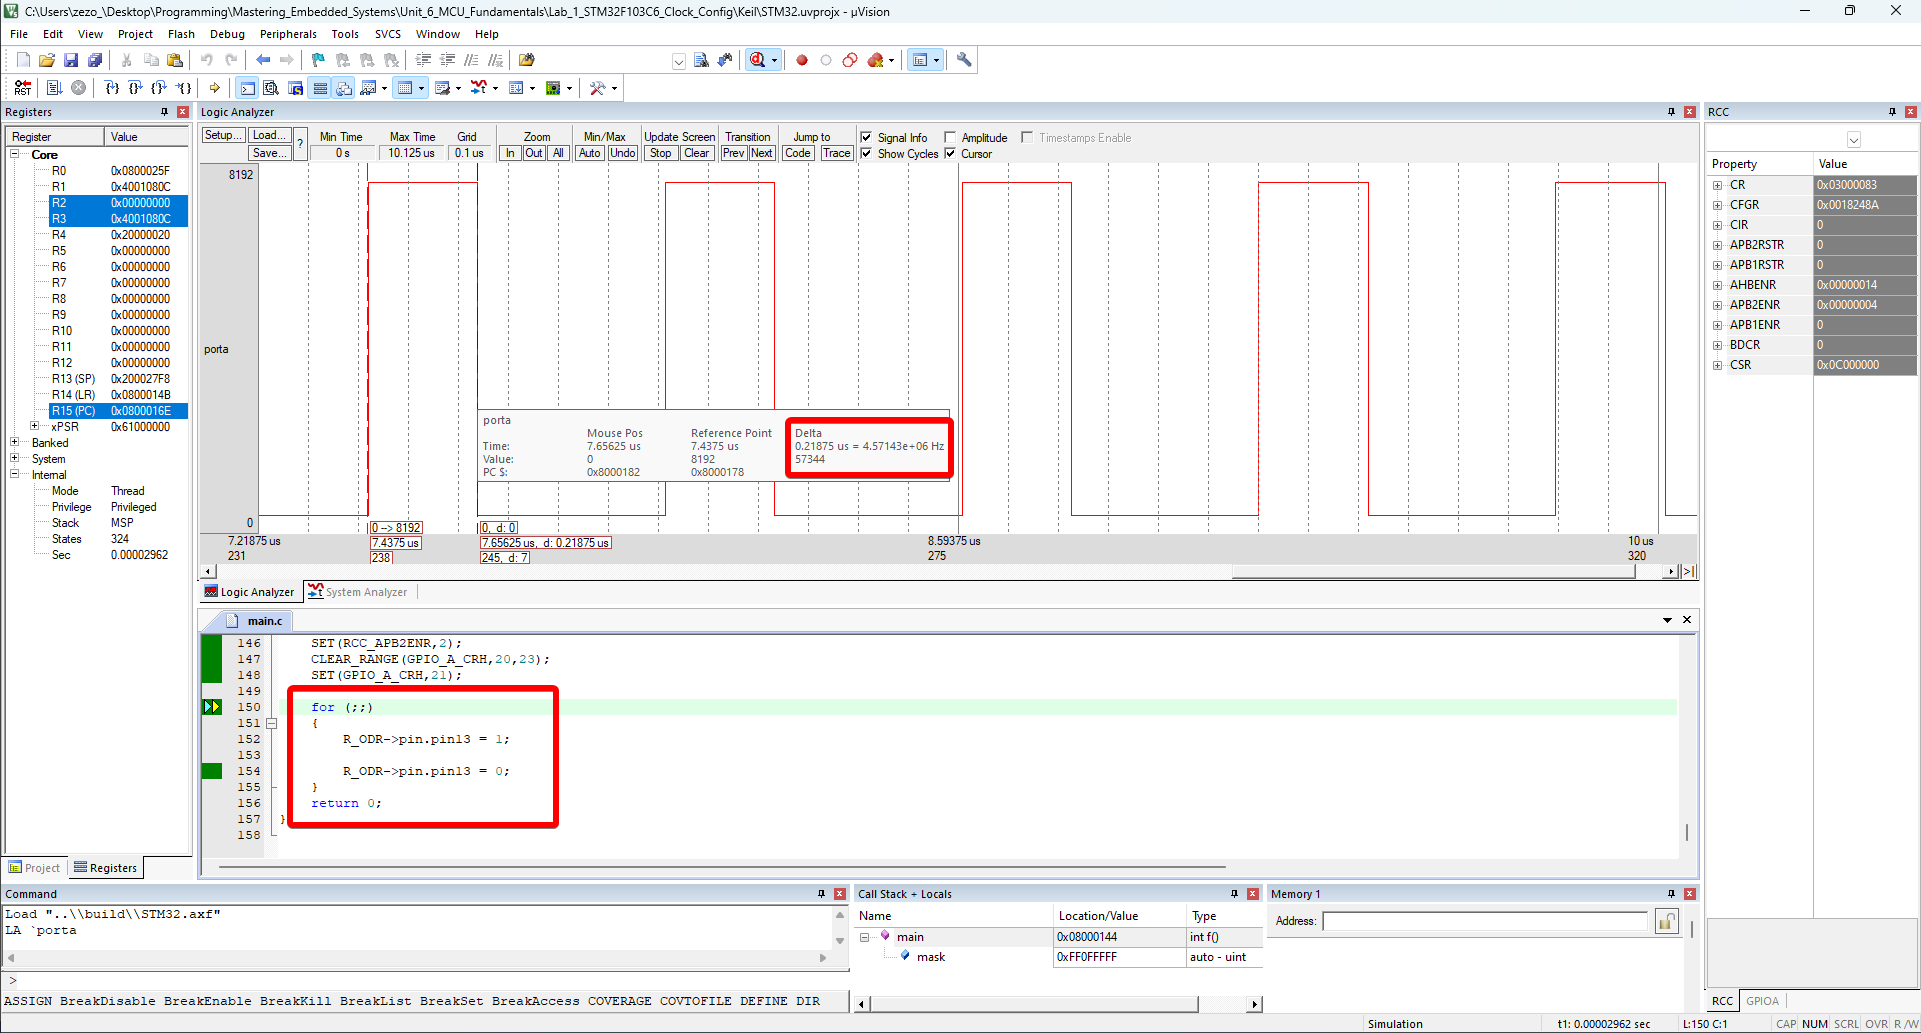 C:\Users\zezo_\Desktop\Programming\Mastering_Embedded_Systems\Unit_6_MCU_Fundamentals\Lab_1_STM32F103C6_Clock_Config\Keil\STM32.uvprojx - µVision
File Edit View Project Flash Debug Peripherals Tools SVCS Window Help
Registers
Register Value
Core
R0 0x0800025F
R1 0x4001080C
R2 0x00000000
R3 0x4001080C
R4 0x20000020
R5 0x00000000
R6 0x00000000
R7 0x00000000
R8 0x00000000
R9 0x00000000
R10 0x00000000
R11 0x00000000
R12 0x00000000
R13 (SP) 0x200027F8
R14 (LR) 0x0800014B
R15 (PC) 0x0800016E
xPSR 0x61000000
Banked
System
Internal
Mode Thread
Privilege Privileged
Stack MSP
States 324
Sec 0.00002962
Project Registers
Logic Analyzer
Setup... Load... ? Min Time Max Time Grid Zoom Min/Max Update Screen Transition Jump to Signal Info Amplitude Timestamps Enable
Save... 0 s 10.125 us 0.1 us In Out All Auto Undo Stop Clear Prev Next Code Trace Show Cycles Cursor
8192
porta
0
porta
Mouse Pos Reference Point Delta
Time: 7.65625 us 7.4375 us 0.21875 us = 4.57143e+06 Hz
Value: 0 8192 57344
PC $: 0x8000182 0x8000178
0 --> 8192 0, d: 0
7.21875 us 7.4375 us 7.65625 us, d: 0.21875 us 8.59375 us 10 us
231 238 245, d: 7 275 320
Logic Analyzer System Analyzer
main.c
146 SET(RCC_APB2ENR,2);
147 CLEAR_RANGE(GPIO_A_CRH,20,23);
148 SET(GPIO_A_CRH,21);
149
150 for (;;)
151 {
152 R_ODR->pin.pin13 = 1;
153
154 R_ODR->pin.pin13 = 0;
155 }
156 return 0;
157 }
158
RCC
Property Value
CR 0x03000083
CFGR 0x0018248A
CIR 0
APB2RSTR 0
APB1RSTR 0
AHBENR 0x00000014
APB2ENR 0x00000004
APB1ENR 0
BDCR 0
CSR 0x0C000000
RCC GPIOA
Command
Load "..\\build\\STM32.axf"
LA `porta
>
ASSIGN BreakDisable BreakEnable BreakKill BreakList BreakSet BreakAccess COVERAGE COVTOFILE DEFINE DIR
Call Stack + Locals
Name Location/Value Type
main 0x08000144 int f()
mask 0xFF0FFFFF auto - uint
Memory 1
Address:
Simulation t1: 0.00002962 sec L:150 C:1 CAP NUM SCRL OVR R /W